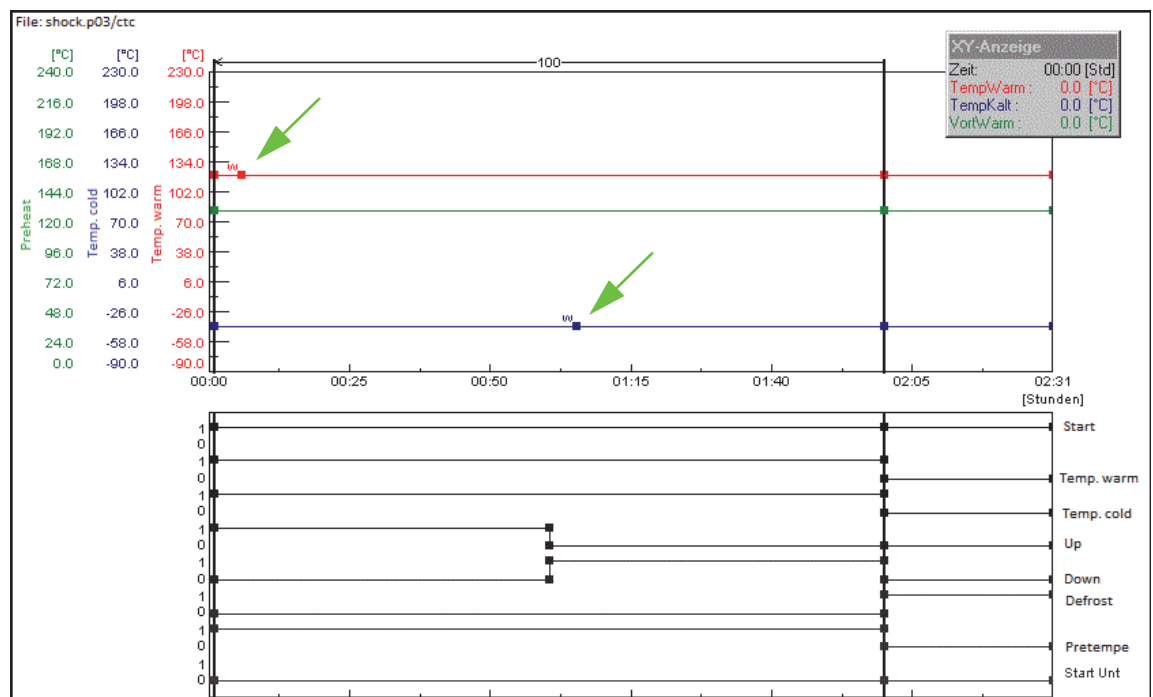 File: shock.p03/ctc
[°C] [°C] [°C]
240.0 230.0 230.0
216.0 198.0 198.0
192.0 166.0 166.0
168.0 134.0 134.0
144.0 102.0 102.0
120.0 70.0 70.0
96.0 38.0 38.0
72.0 6.0 6.0
48.0 -26.0 -26.0
24.0 -58.0 -58.0
0.0 -90.0 -90.0
Preheat
Temp. cold
Temp. warm
100
W
W
XY-Anzeige
Zeit: 00:00 [Std]
TempWarm : 0.0 [°C]
TempKalt : 0.0 [°C]
VortWarm : 0.0 [°C]
00:00 00:25 00:50 01:15 01:40 02:05 02:31
[Stunden]
1 Start
0
1
0 Temp. warm
1
0 Temp. cold
1
0 Up
1
0 Down
1 Defrost
0
1
0 Pretempe
1
0 Start Unt